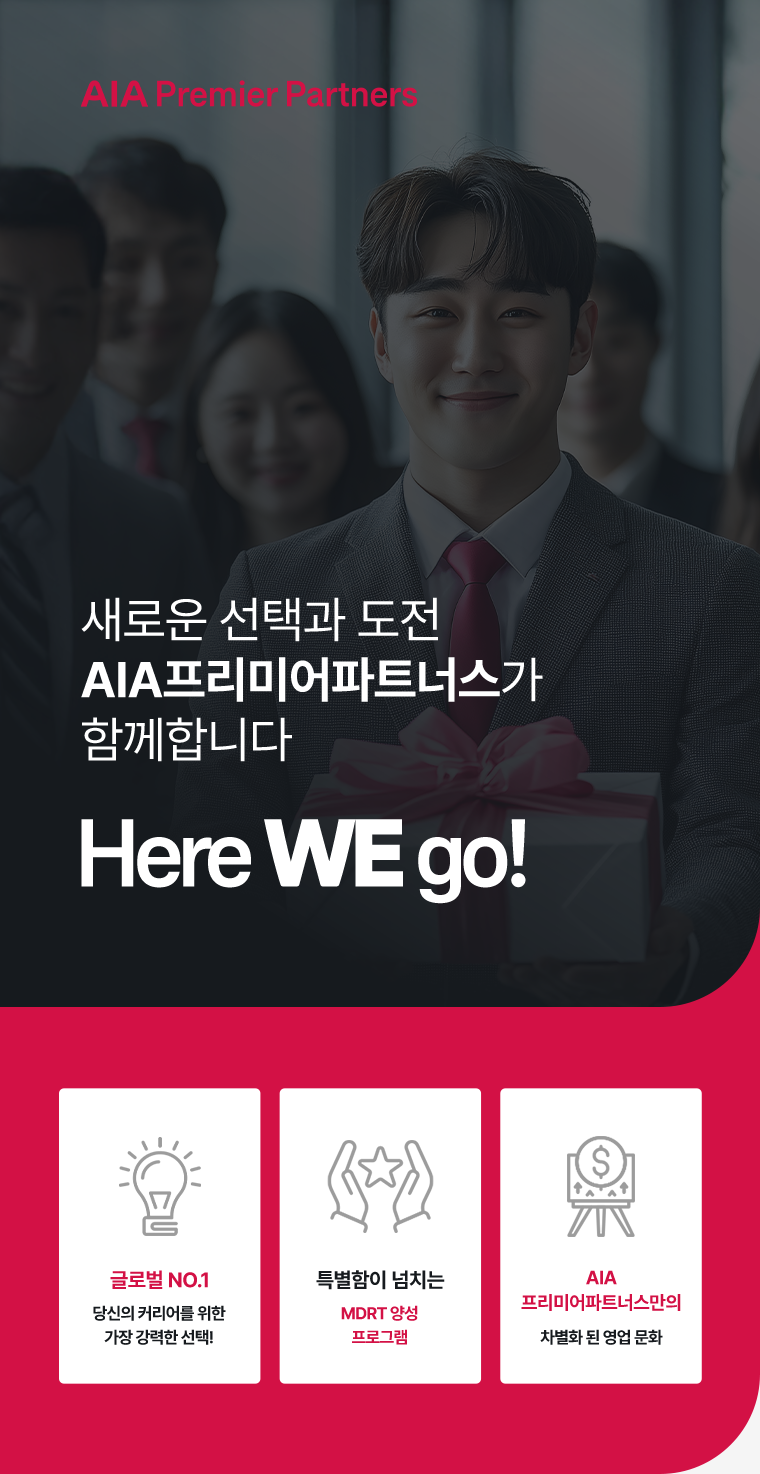 AIA Premier Partners
새로운 선택과 도전
AIA프리미어파트너스가
함께합니다
Here WE go!
글로벌 NO.1
당신의 커리어를 위한
가장 강력한 선택!
특별함이 넘치는
MDRT 양성
프로그램
AIA
프리미어파트너스만의
차별화 된 영업 문화